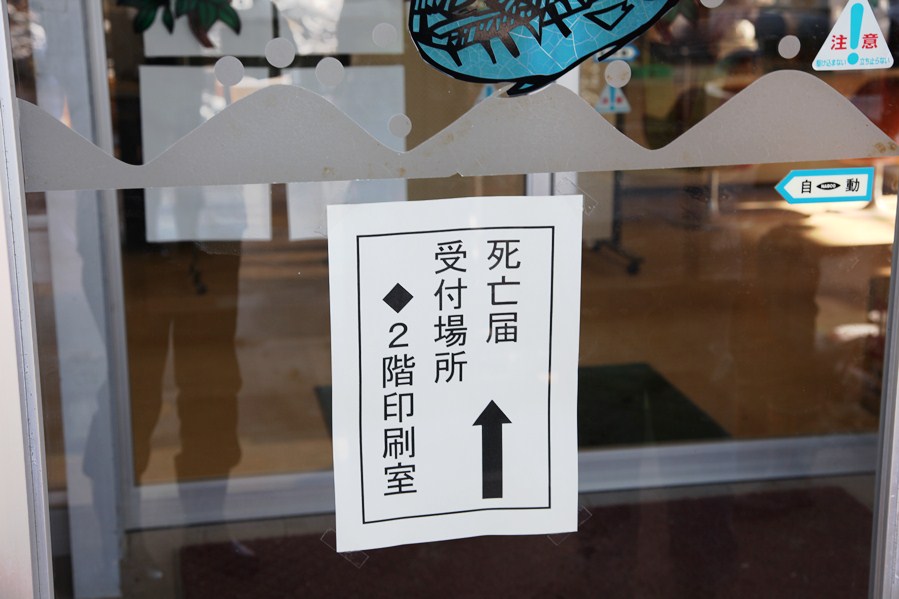 死亡届
受付場所
◆2階印刷室
注意
自動